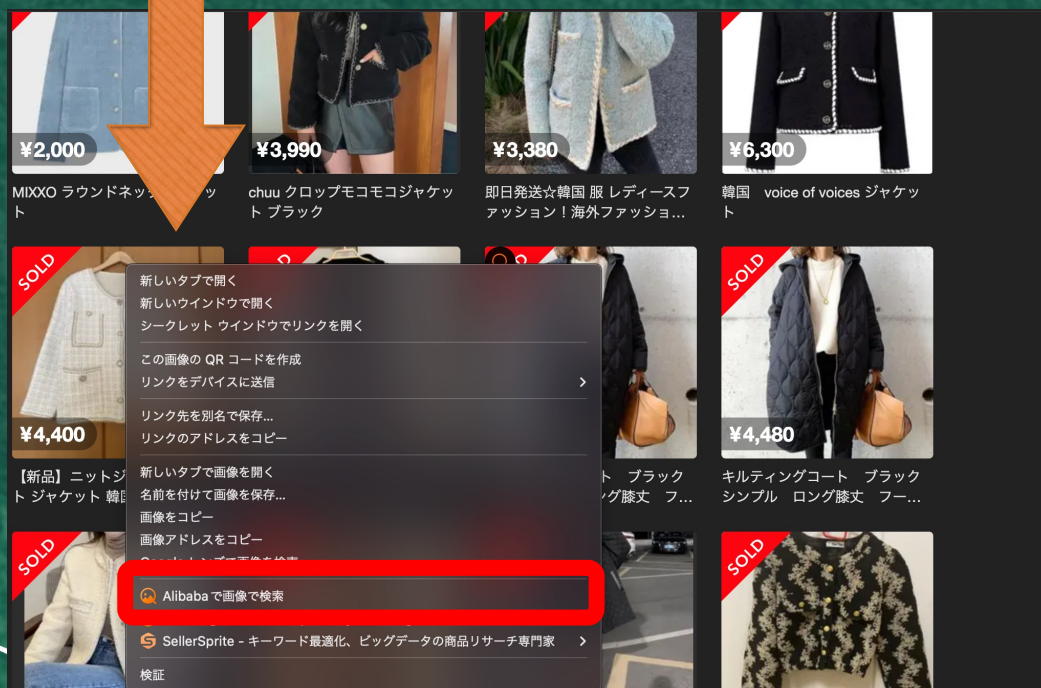 ¥2,000
¥3,990
¥3,380
¥6,300
MIXXO ラウンドネッ
ト
chuu クロップモコモコジャケッ
ト ブラック
即日発送☆韓国 服 レディースフ
ァッション！海外ファッショ...
韓国　voice of voices ジャケッ
ト
SOLD
SOLD
¥4,400
¥4,480
【新品】ニットジ
ト ジャケット 韓
ト　ブラック
グ膝丈　フ...
キルティングコート　ブラック
シンプル　ロング膝丈　フー...
新しいタブで開く
新しいウインドウで開く
シークレット ウインドウでリンクを開く
この画像の QR コードを作成
リンクをデバイスに送信
リンク先を別名で保存...
リンクのアドレスをコピー
新しいタブで画像を開く
名前を付けて画像を保存...
画像をコピー
画像アドレスをコピー
Google レンズで画像を検索
Alibabaで画像で検索
SellerSprite - キーワード最適化、ビッグデータの商品リサーチ専門家
検証
SOLD
SOLD